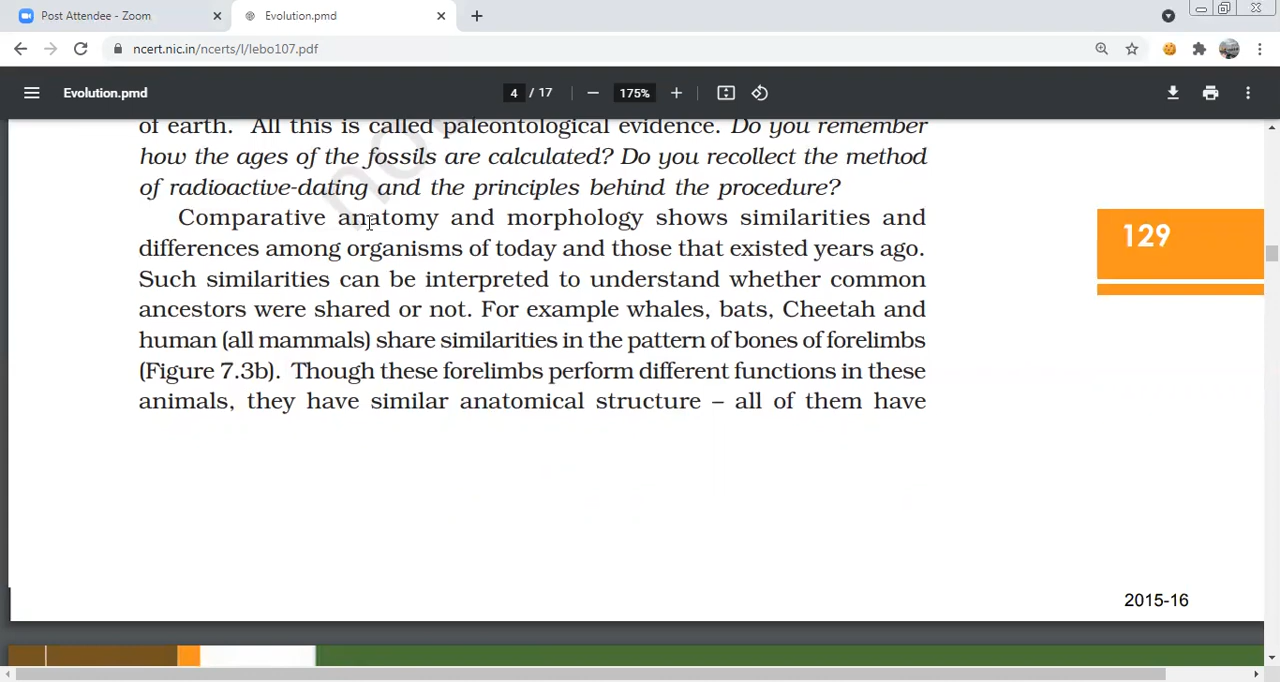 Post Attendee - Zoom
Evolution.pmd
ncert.nic.in/ncerts/l/lebo107.pdf
Evolution.pmd
4 / 17
175%
of earth. All this is called paleontological evidence. Do you remember
how the ages of the fossils are calculated? Do you recollect the method
of radioactive-dating and the principles behind the procedure?
Comparative anatomy and morphology shows similarities and
differences among organisms of today and those that existed years ago.
Such similarities can be interpreted to understand whether common
ancestors were shared or not. For example whales, bats, Cheetah and
human (all mammals) share similarities in the pattern of bones of forelimbs
(Figure 7.3b). Though these forelimbs perform different functions in these
animals, they have similar anatomical structure – all of them have
129
2015-16